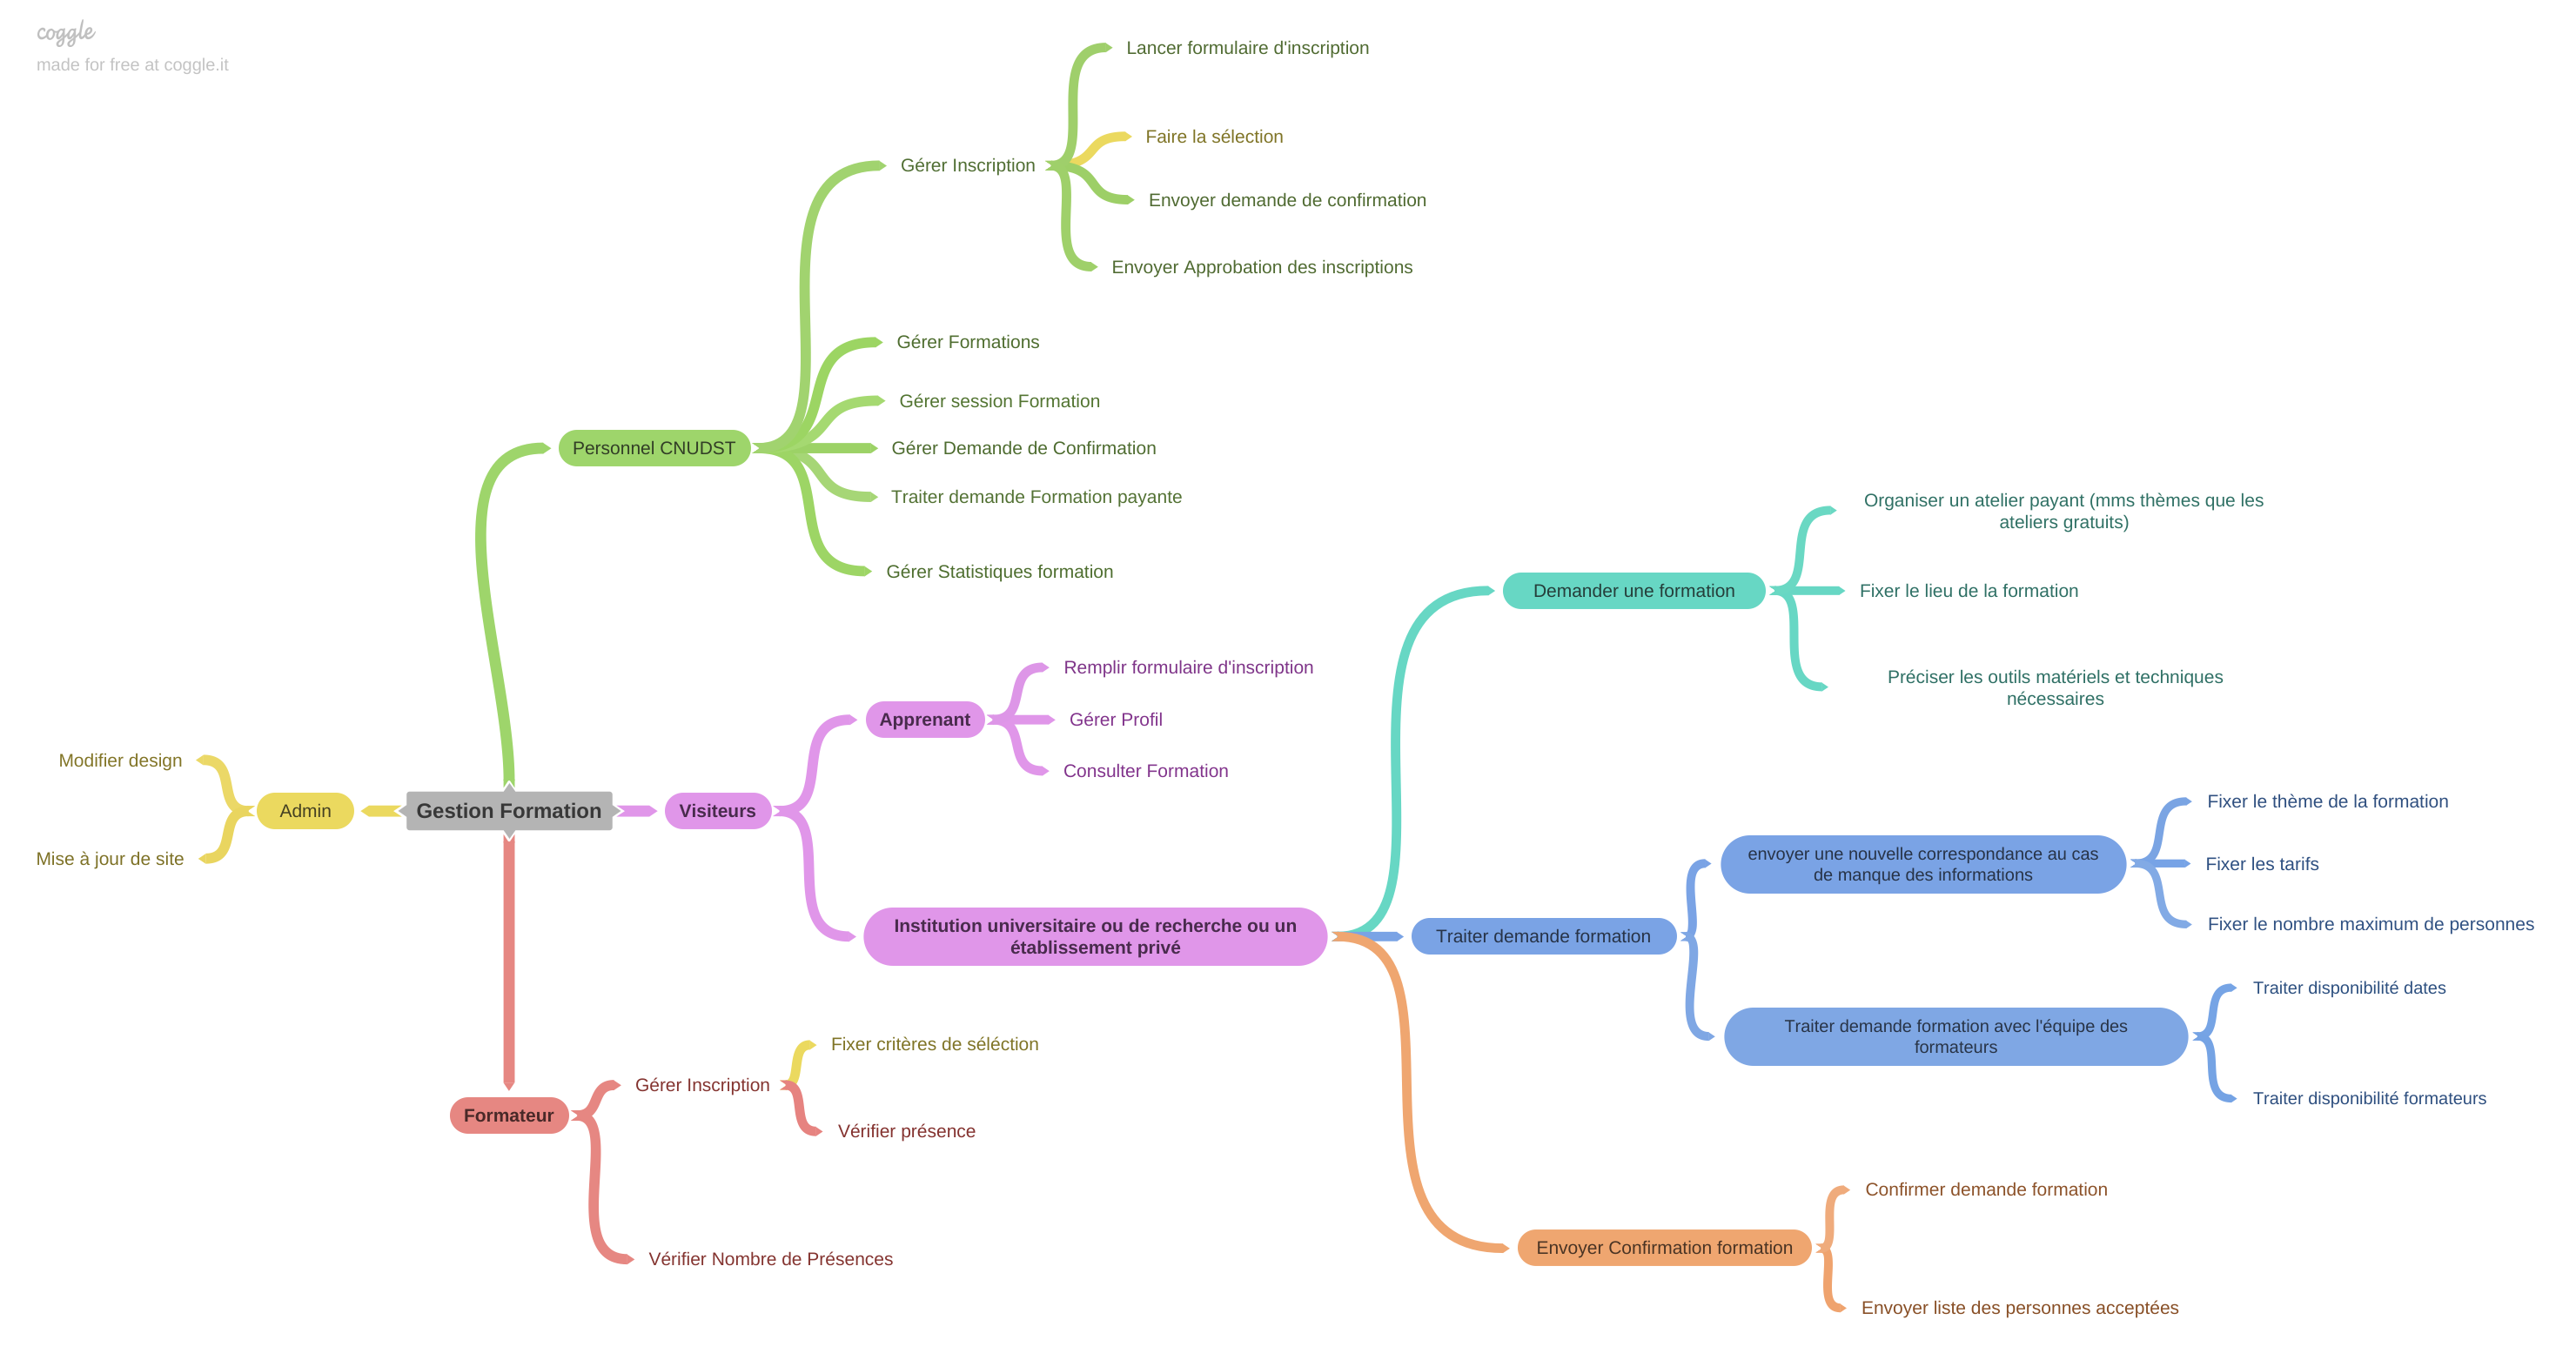 coggle
made for free at coggle.it
Lancer formulaire d'inscription
Faire la sélection
Gérer Inscription
Envoyer demande de confirmation
Envoyer Approbation des inscriptions
Gérer Formations
Gérer session Formation
Personnel CNUDST
Gérer Demande de Confirmation
Traiter demande Formation payante
Gérer Statistiques formation
Organiser un atelier payant (mms thèmes que les
ateliers gratuits)
Demander une formation
Fixer le lieu de la formation
Préciser les outils matériels et techniques
nécessaires
Remplir formulaire d'inscription
Apprenant
Gérer Profil
Consulter Formation
Modifier design
Admin
Mise à jour de site
Gestion Formation
Visiteurs
Institution universitaire ou de recherche ou un
établissement privé
Traiter demande formation
envoyer une nouvelle correspondance au cas
de manque des informations
Fixer le thème de la formation
Fixer les tarifs
Fixer le nombre maximum de personnes
Traiter demande formation avec l'équipe des
formateurs
Traiter disponibilité dates
Traiter disponibilité formateurs
Fixer critères de séléction
Gérer Inscription
Formateur
Vérifier présence
Vérifier Nombre de Présences
Confirmer demande formation
Envoyer Confirmation formation
Envoyer liste des personnes acceptées